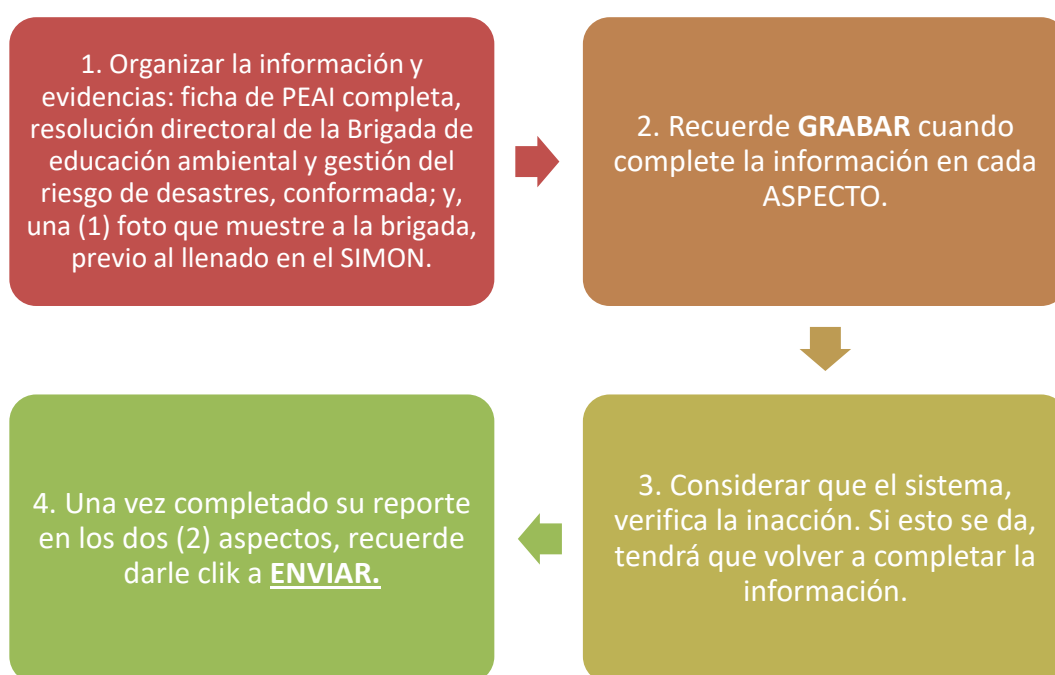 1. Organizar la información y
evidencias: ficha de PEAI completa,
resolución directoral de la Brigada de
educación ambiental y gestión del
riesgo de desastres, conformada; y,
una (1) foto que muestre a la brigada,
previo al llenado en el SIMON.
2. Recuerde GRABAR cuando
complete la información en cada
ASPECTO.
3. Considerar que el sistema,
verifica la inacción. Si esto se da,
tendrá que volver a completar la
información.
4. Una vez completado su reporte
en los dos (2) aspectos, recuerde
darle clik a ENVIAR.